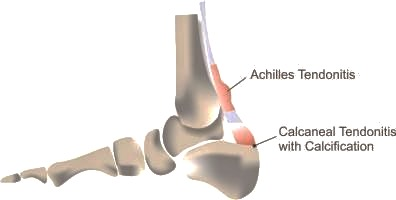 Achilles Tendonitis
Calcaneal Tendonitis
with Calcification